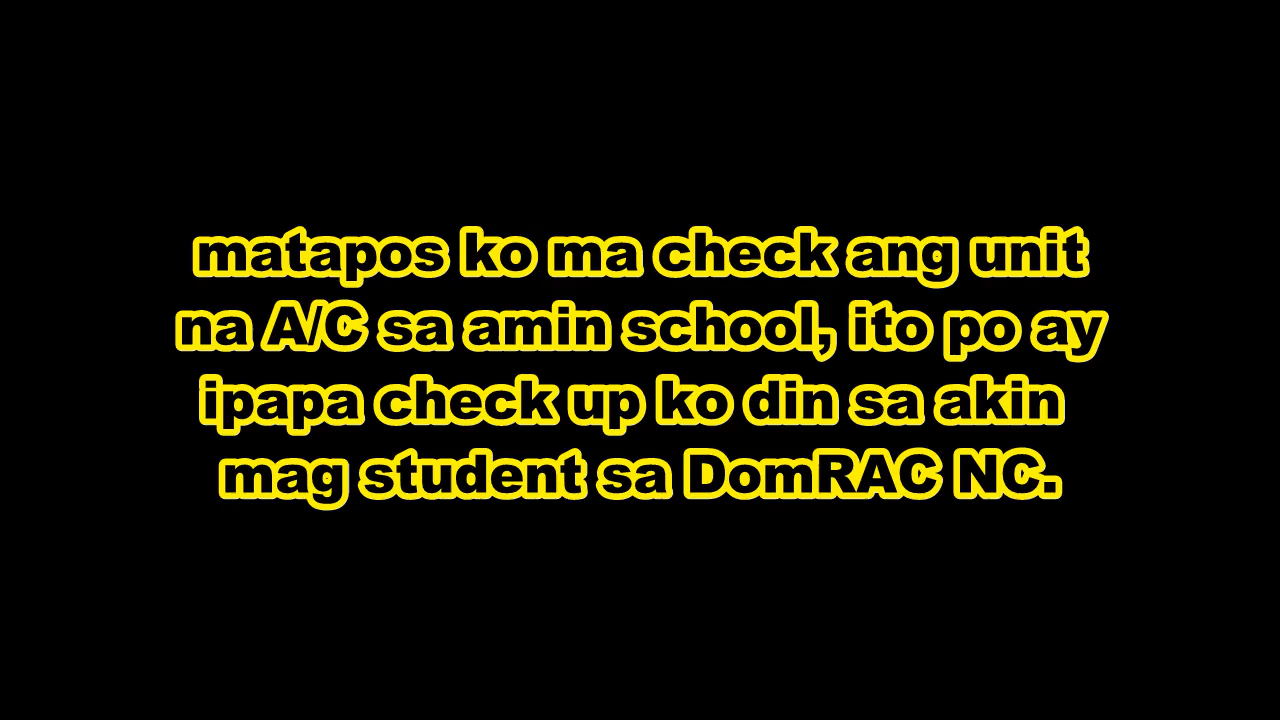 matapos ko ma check ang unit
na A/C sa amin school, ito po ay
ipapa check up ko din sa akin
mag student sa DomRAC NC.